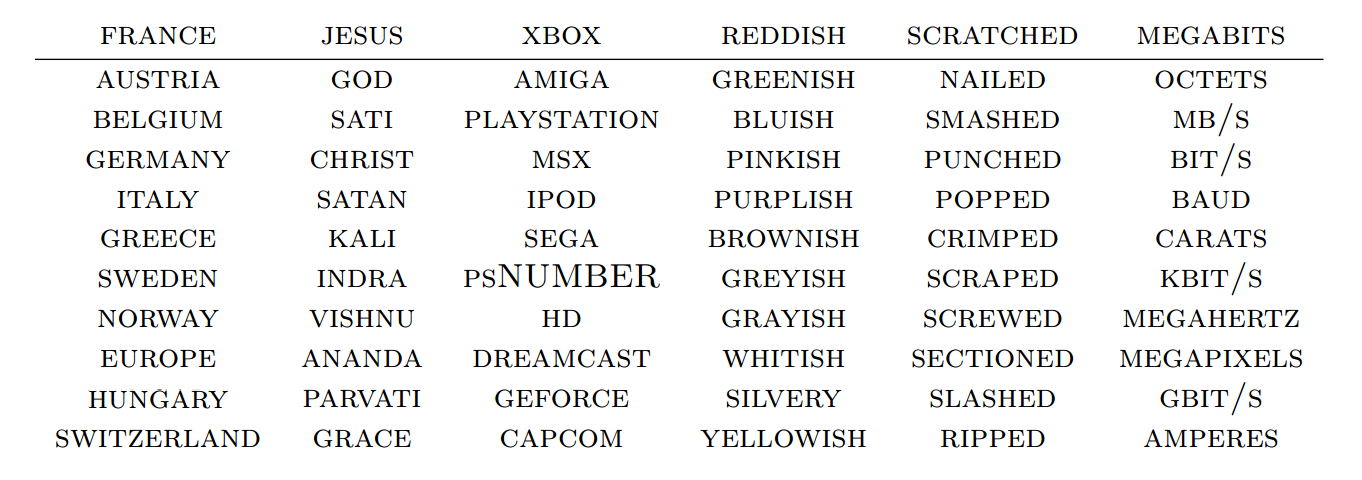 FRANCE JESUS XBOX REDDISH SCRATCHED MEGABITS
AUSTRIA GOD AMIGA GREENISH NAILED OCTETS
BELGIUM SATI PLAYSTATION BLUISH SMASHED MB/S
GERMANY CHRIST MSX PINKISH PUNCHED BIT/S
ITALY SATAN IPOD PURPLISH POPPED BAUD
GREECE KALI SEGA BROWNISH CRIMPED CARATS
SWEDEN INDRA PSNUMBER GREYISH SCRAPED KBIT/S
NORWAY VISHNU HD GRAYISH SCREWED MEGAHERTZ
EUROPE ANANDA DREAMCAST WHITISH SECTIONED MEGAPIXELS
HUNGARY PARVATI GEFORCE SILVERY SLASHED GBIT/S
SWITZERLAND GRACE CAPCOM YELLOWISH RIPPED AMPERES